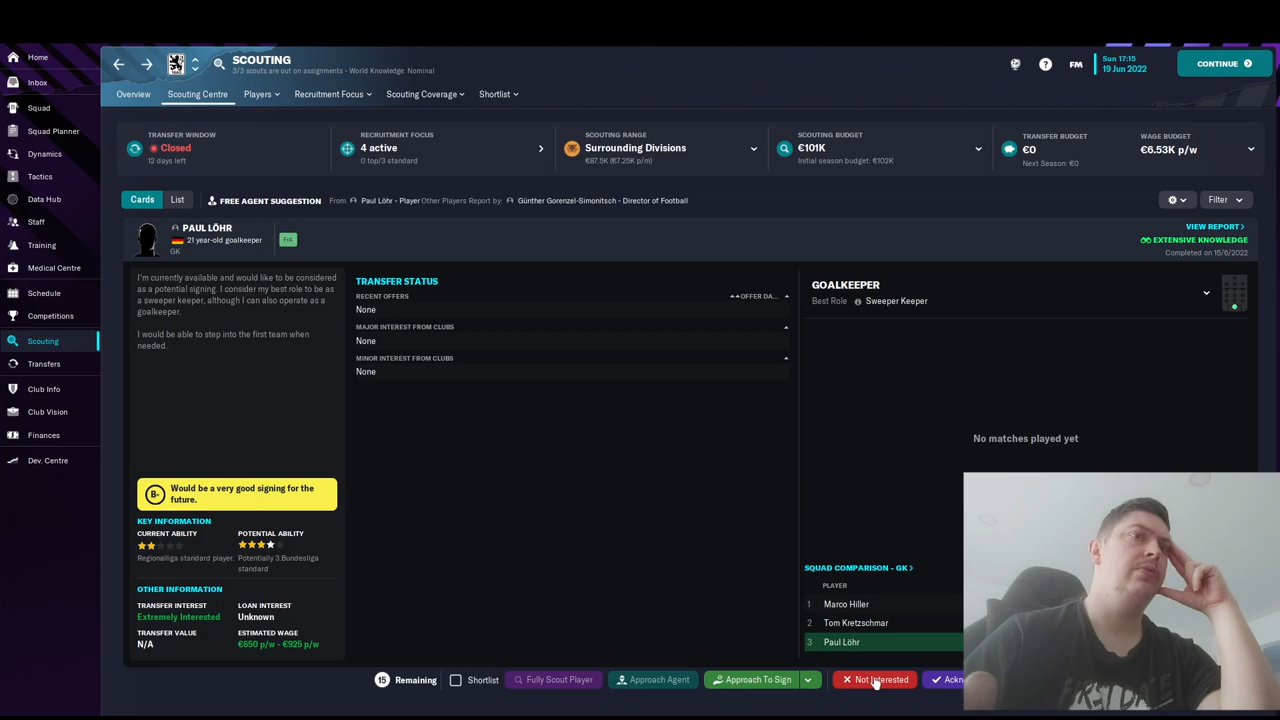 Home
SCOUTING
3/3 scouts are out on assignments - World Knowledge: Nominal
FM
Sun 17:15
19 Jun 2022
CONTINUE
Inbox
Squad
Squad Planner
Dynamics
Tactics
Data Hub
Staff
Training
Medical Centre
Schedule
Competitions
Scouting
Transfers
Club Info
Club Vision
Finances
Dev. Centre
Overview
Scouting Centre
Players
Recruitment Focus
Scouting Coverage
Shortlist
TRANSFER WINDOW
Closed
12 days left
RECRUITMENT FOCUS
4 active
0 top/3 standard
SCOUTING RANGE
Surrounding Divisions
€87.5K (€7.25K p/m)
SCOUTING BUDGET
€101K
Initial season budget: €102K
TRANSFER BUDGET
€0
Next Season: €0
WAGE BUDGET
€6.53K p/w
Cards
List
FREE AGENT SUGGESTION
From Paul Löhr - Player Other Players Report by: Günther Gorenzel-Simonitsch - Director of Football
Filter
PAUL LÖHR
21 year-old goalkeeper
GK
FrA
VIEW REPORT>
EXTENSIVE KNOWLEDGE
Completed on 15/6/2022
I'm currently available and would like to be considered
as a potential signing. I consider my best role to be as a
sweeper keeper, although I can also operate as a
goalkeeper.
I would be able to step into the first team when
needed.
B-
Would be a very good signing for the
future.
KEY INFORMATION
CURRENT ABILITY
Regionalliga standard player.
POTENTIAL ABILITY
Potentially 3.Bundesliga
standard
OTHER INFORMATION
TRANSFER INTEREST
Extremely Interested
LOAN INTEREST
Unknown
TRANSFER VALUE
N/A
ESTIMATED WAGE
€650 p/w - €925 p/w
TRANSFER STATUS
RECENT OFFERS
OFFER DA...
None
MAJOR INTEREST FROM CLUBS
None
MINOR INTEREST FROM CLUBS
None
GOALKEEPER
Best Role Sweeper Keeper
No matches played yet
SQUAD COMPARISON - GK >
PLAYER
1 Marco Hiller
2 Tom Kretzschmar
3 Paul Löhr
15 Remaining
Shortlist
Fully Scout Player
Approach Agent
Approach To Sign
Not Interested
Ackn